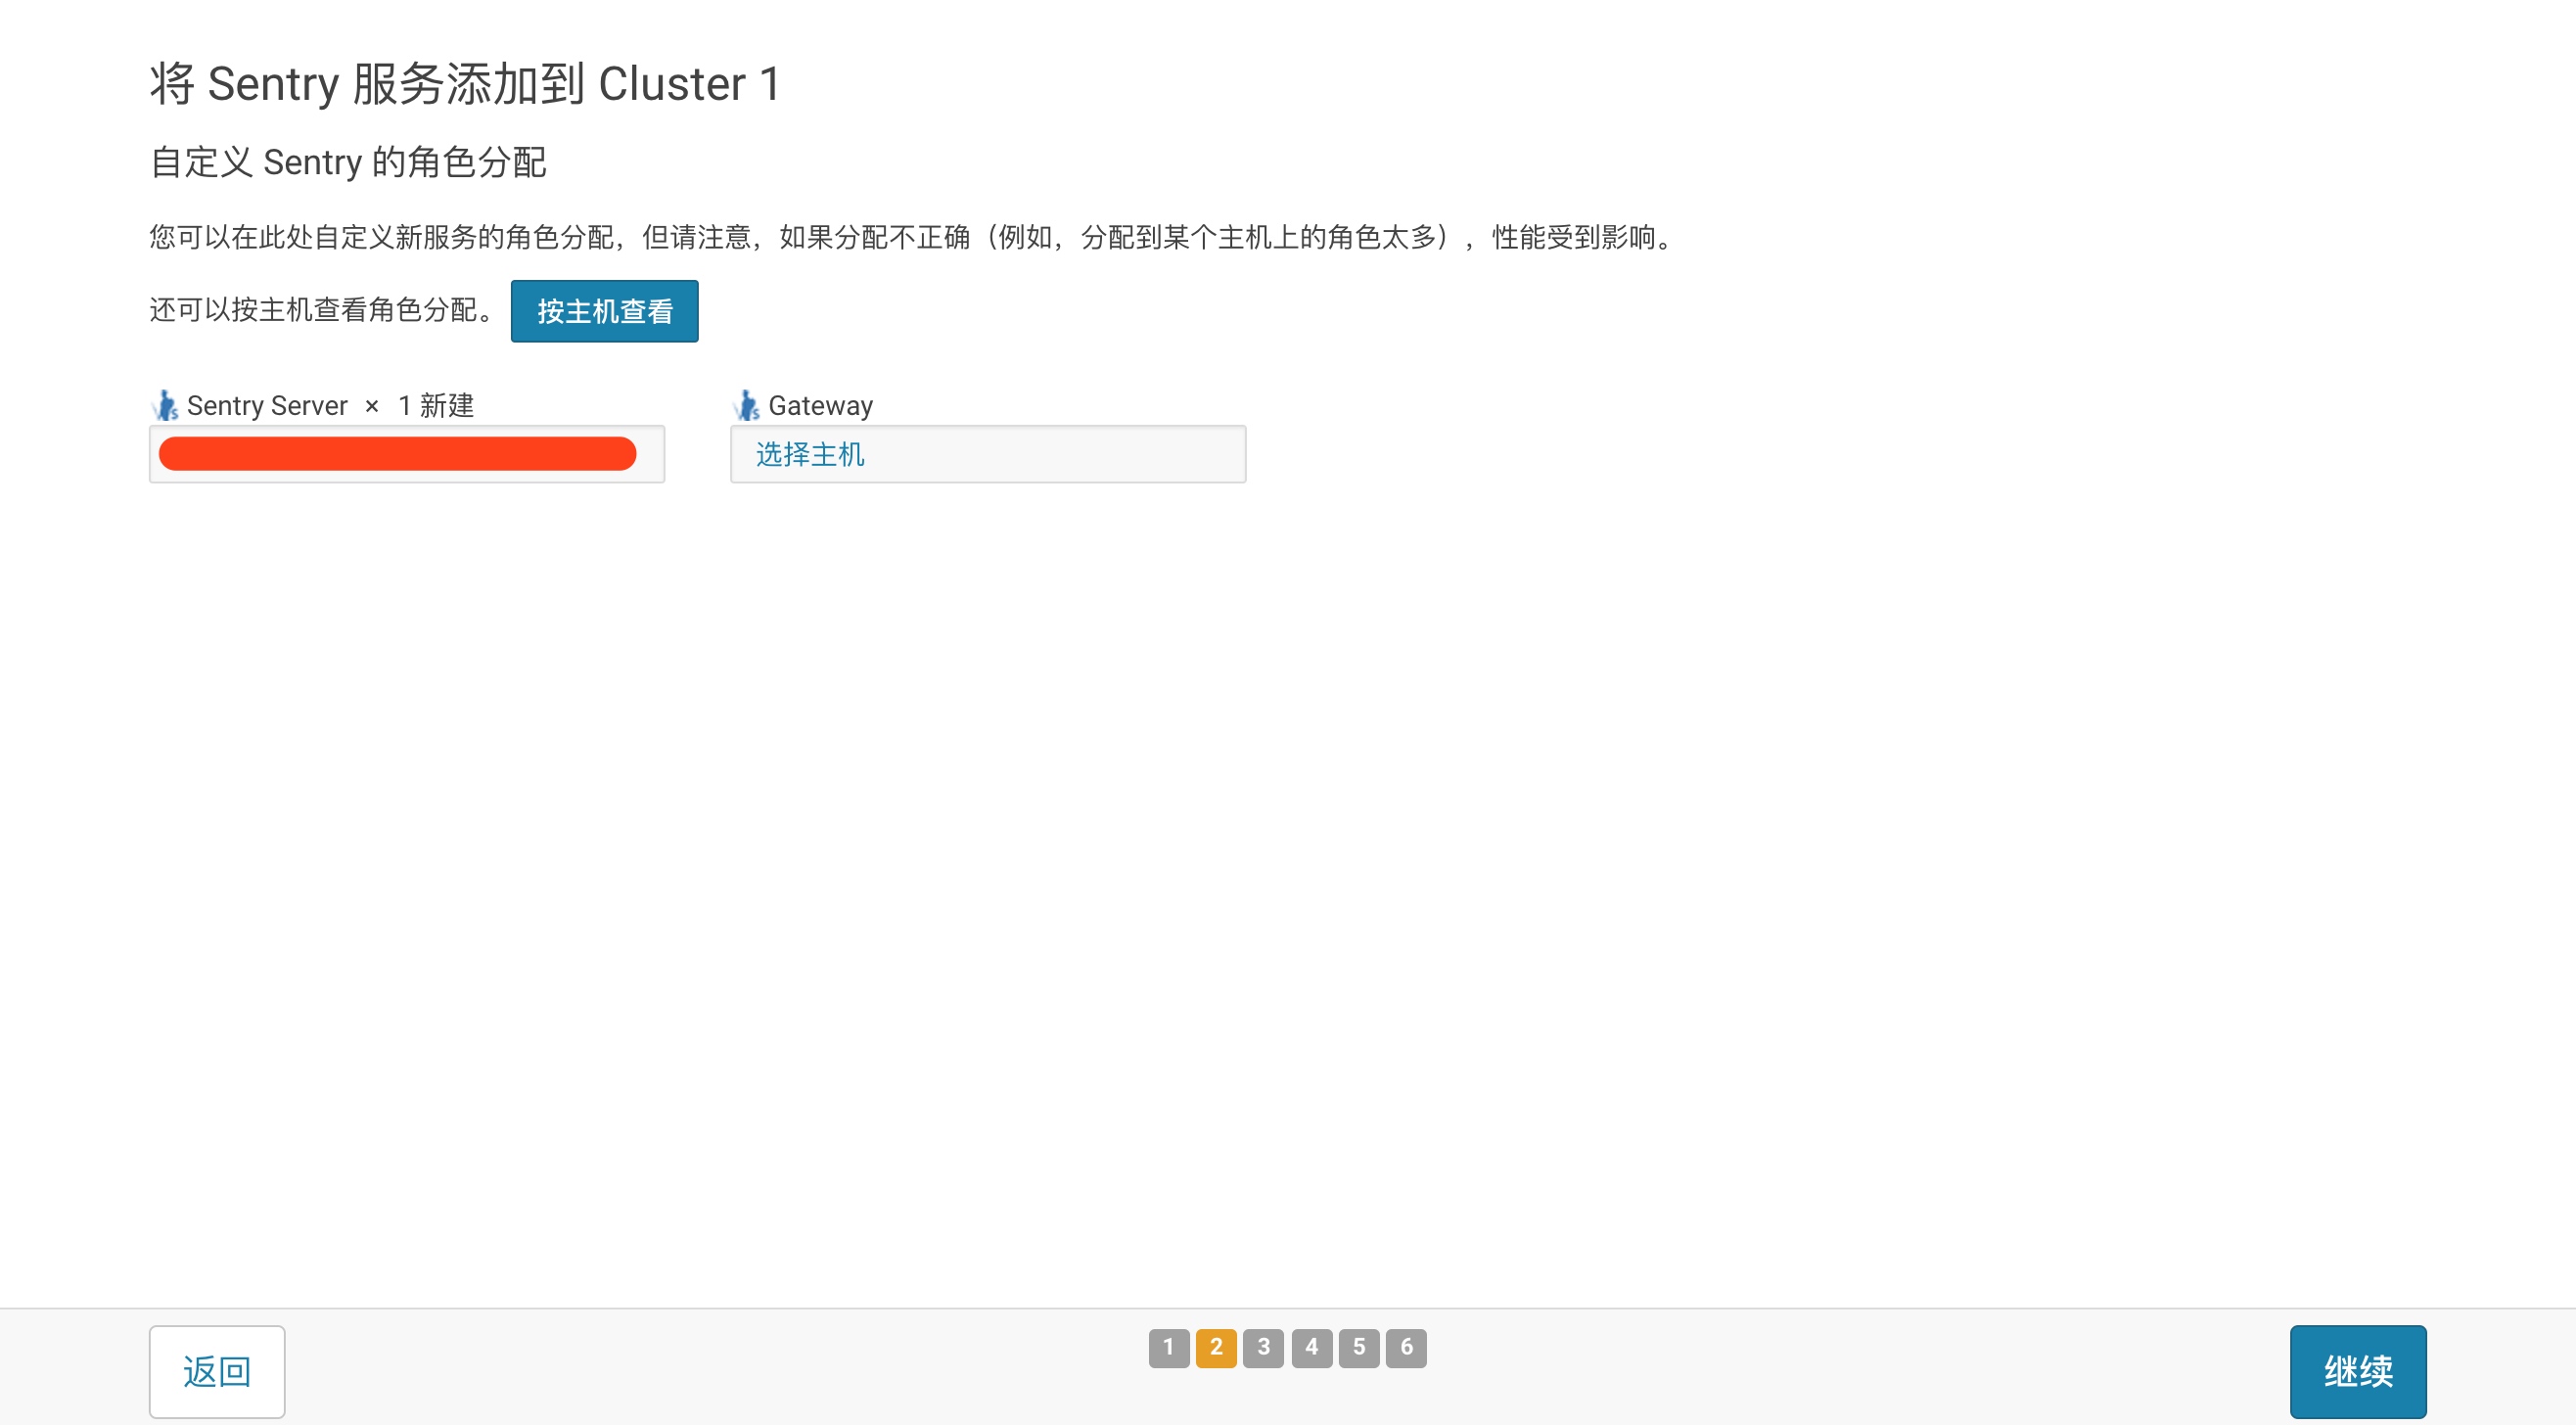 将 Sentry 服务添加到 Cluster 1
自定义 Sentry 的角色分配
您可以在此处自定义新服务的角色分配，但请注意，如果分配不正确（例如，分配到某个主机上的角色太多），性能受到影响。
还可以按主机查看角色分配。 按主机查看
Sentry Server × 1 新建 Gateway
选择主机
返回 1 2 3 4 5 6 继续